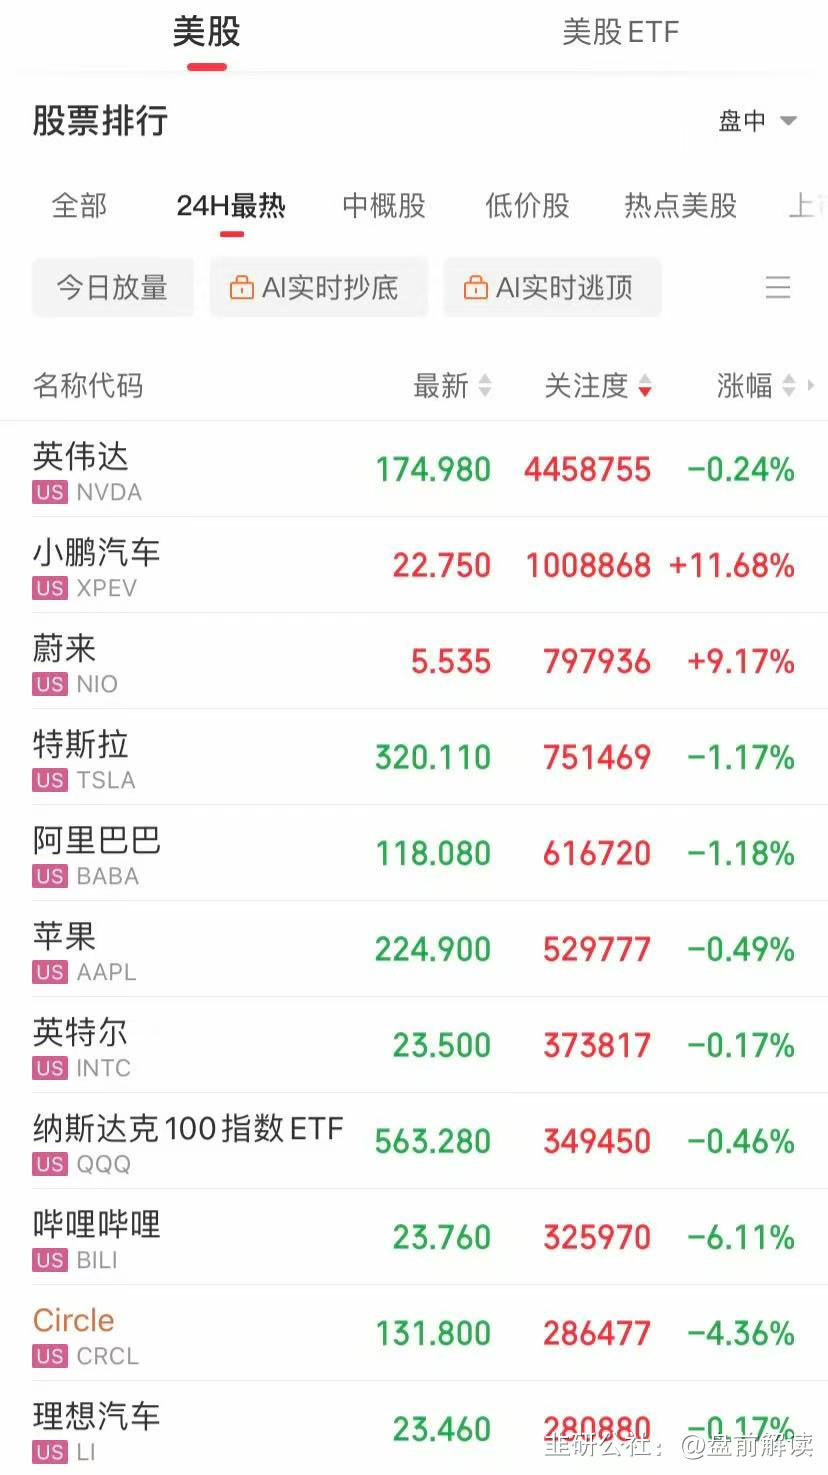 美股 美股 ETF
股票排行 盘中
全部 24H最热 中概股 低价股 热点美股 上
今日放量 AI实时抄底 AI实时逃顶
名称代码 最新 关注度 涨幅
英伟达 174.980 4458755 -0.24%
US NVDA
小鹏汽车 22.750 1008868 +11.68%
US XPEV
蔚来 5.535 797936 +9.17%
US NIO
特斯拉 320.110 751469 -1.17%
US TSLA
阿里巴巴 118.080 616720 -1.18%
US BABA
苹果 224.900 529777 -0.49%
US AAPL
英特尔 23.500 373817 -0.17%
US INTC
纳斯达克100指数ETF 563.280 349450 -0.46%
US QQQ
哔哩哔哩 23.760 325970 -6.11%
US BILI
Circle 131.800 286477 -4.36%
US CRCL
理想汽车 23.460 280880 -0.17%
US LI
韭研公社：@盘前解读